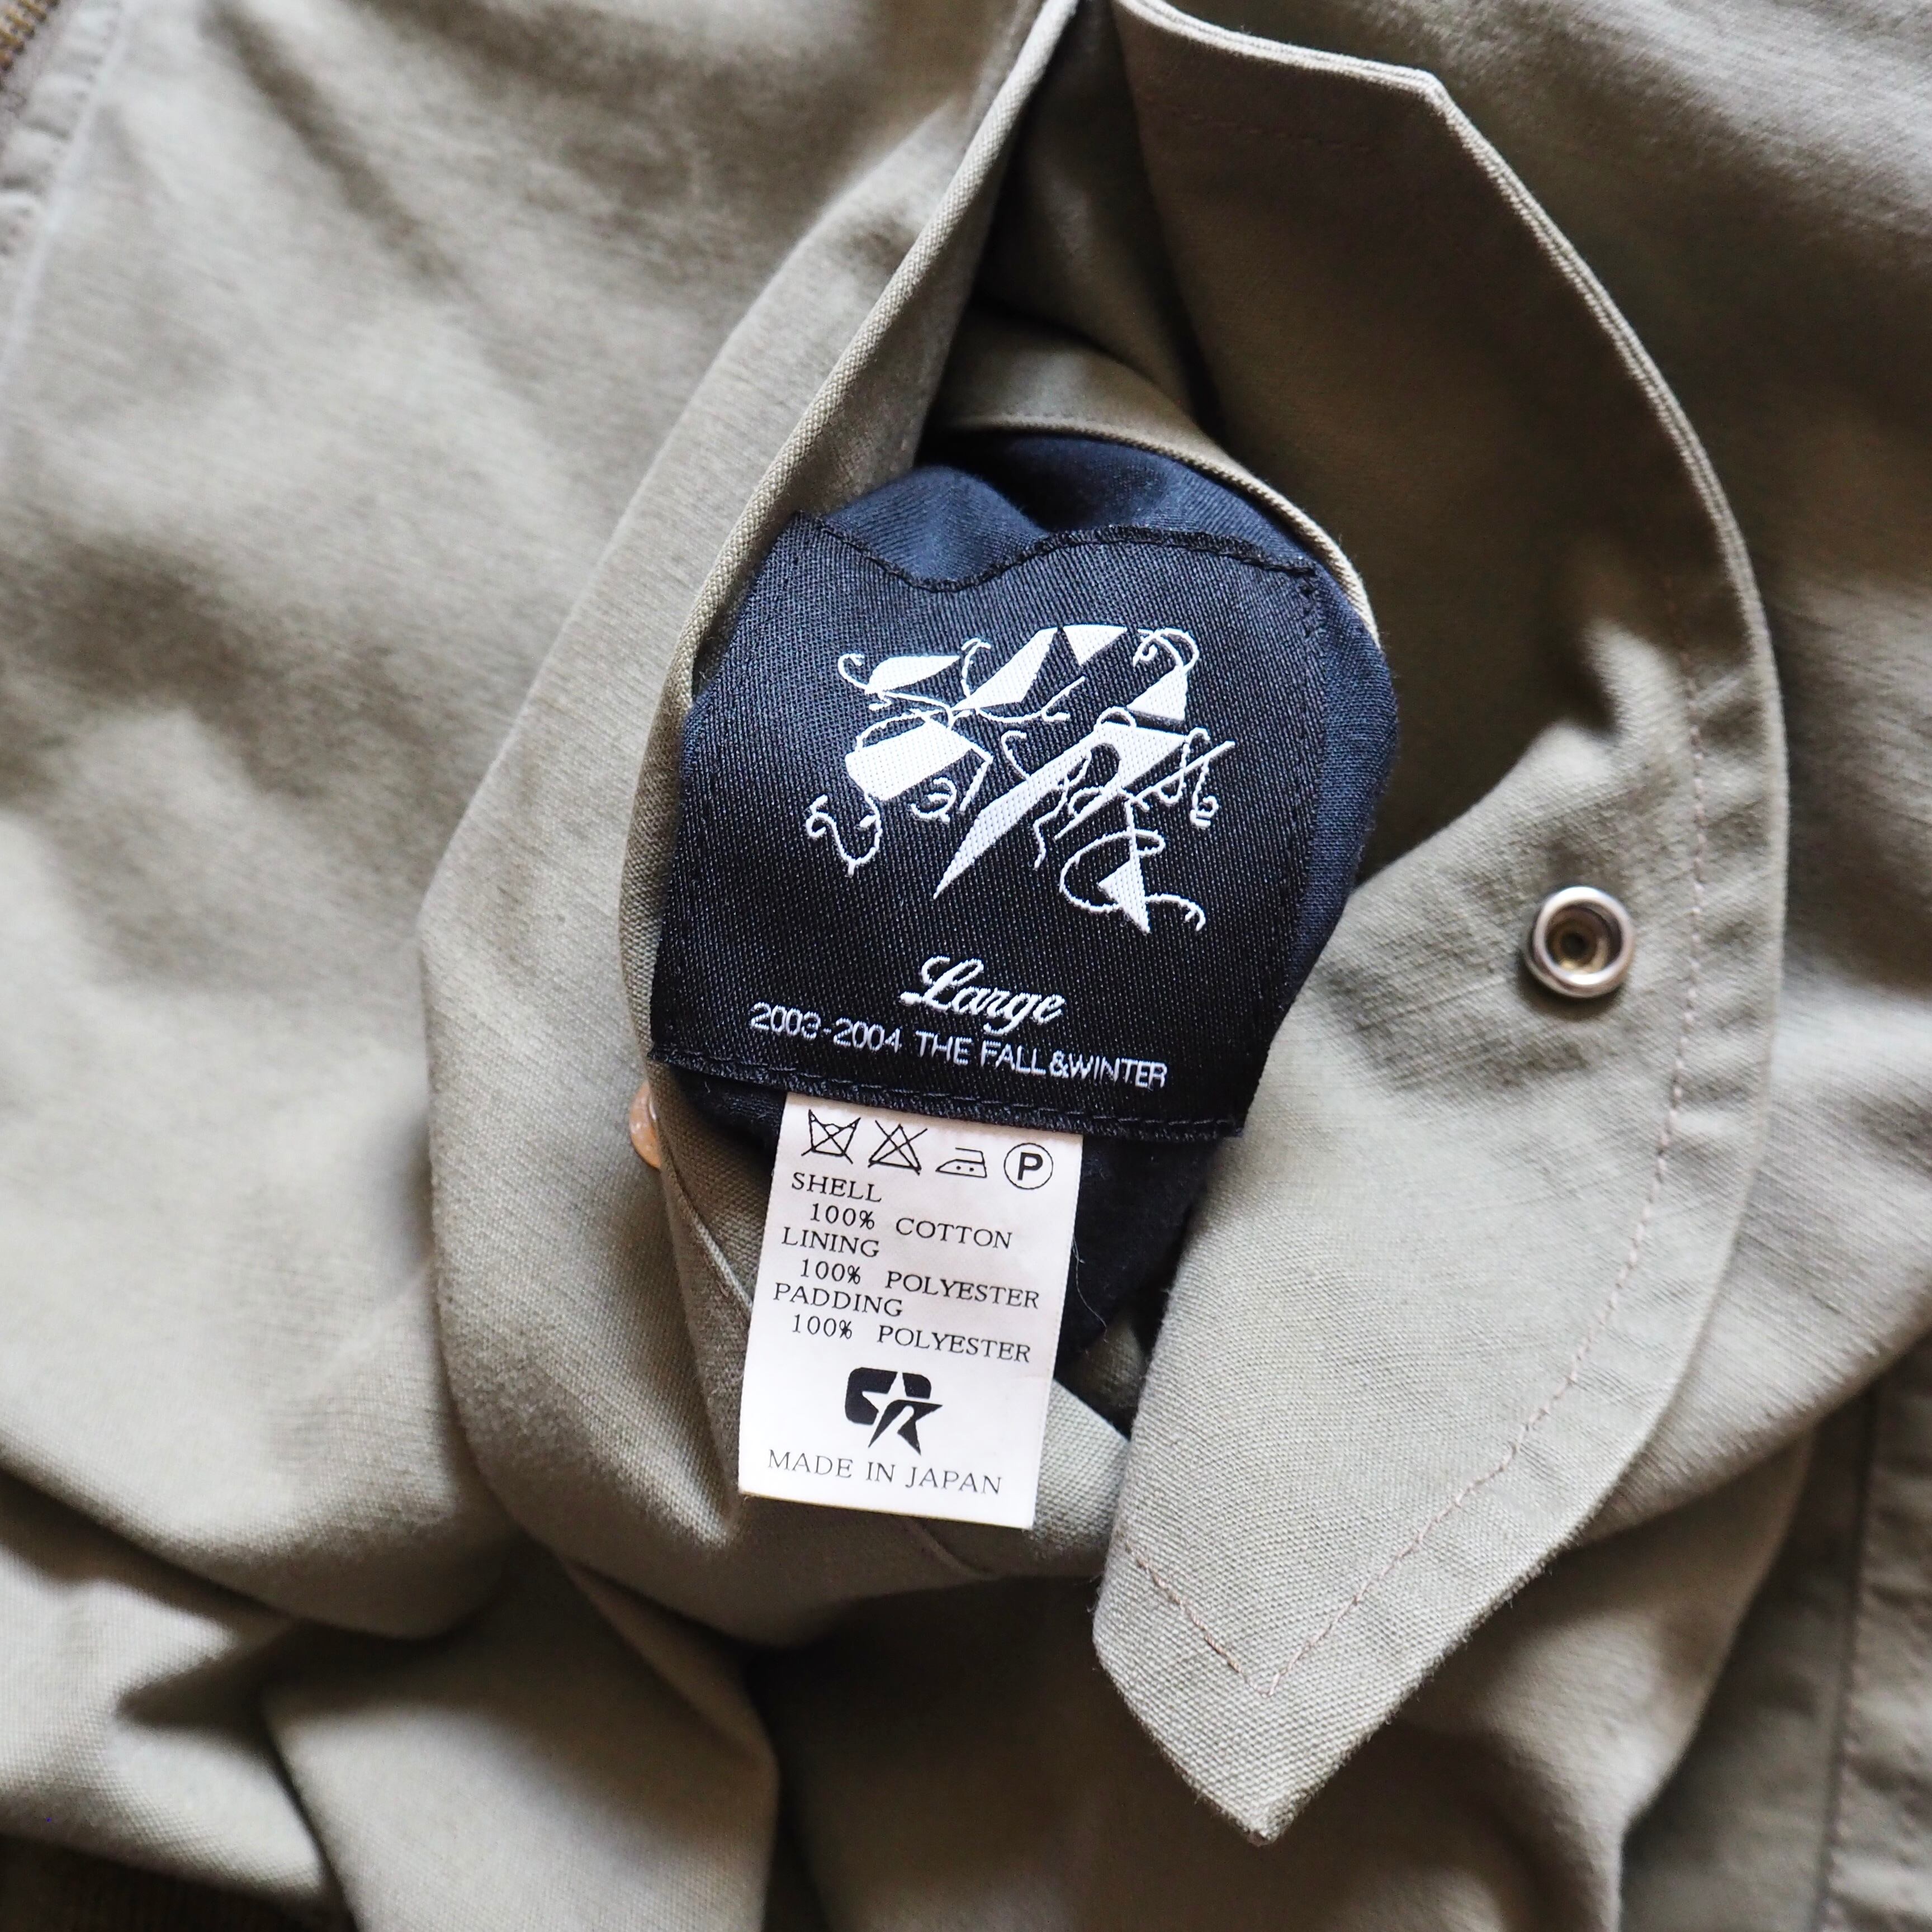 Large
2003-2004 THE FALL&WINTER
P
SHELL
100% COTTON
LINING
100% POLYESTER
PADDING
100% POLYESTER
MADE IN JAPAN